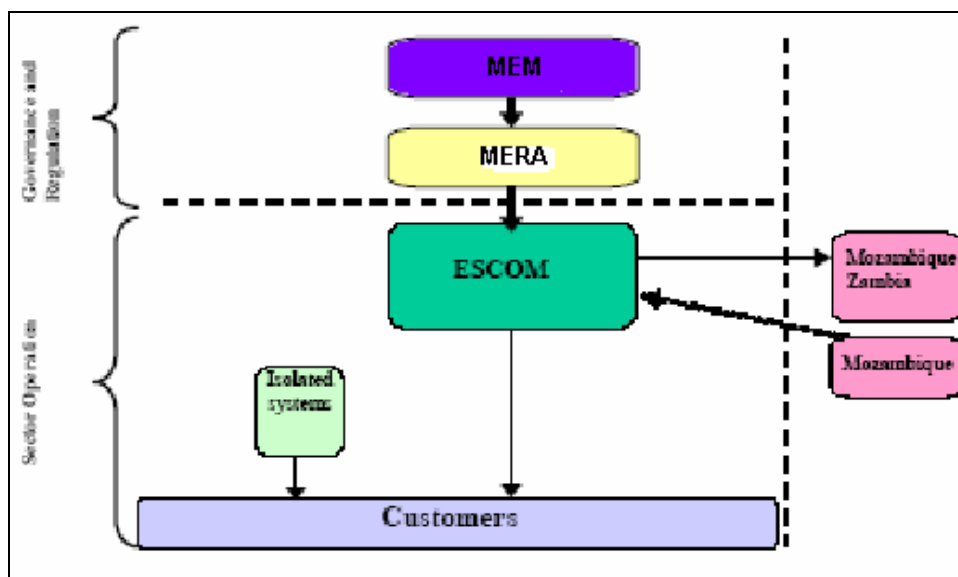 Governance and
Regulation
MEM
MERA
ESCOM
Mozambique
Zambia
Mozambique
Sector Operation
Isolated
systems
Customers